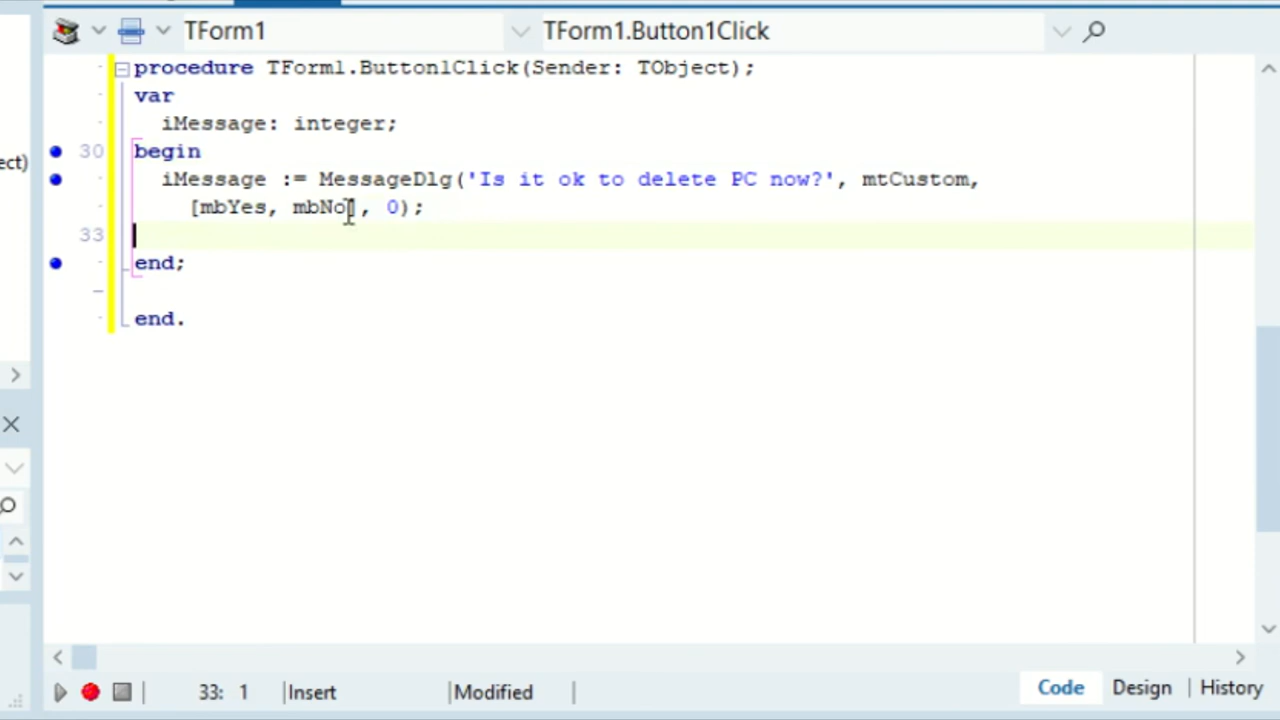 TForm1
TForm1.Button1Click
procedure TForm1.Button1Click(Sender: TObject);
var
iMessage: integer;
ect)
30 begin
iMessage := MessageDlg('Is it ok to delete PC now?', mtCustom,
[mbYes, mbNo], 0);
33
end;
end.
33: 1 Insert Modified Code Design History